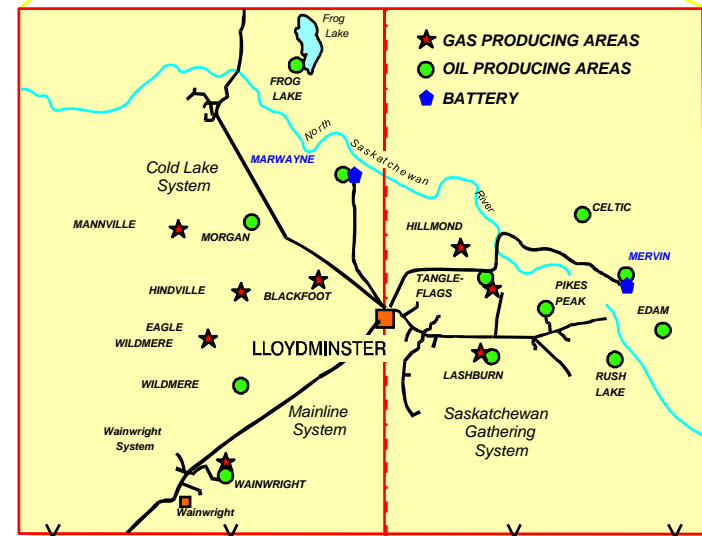 Frog
Lake
GAS PRODUCING AREAS
OIL PRODUCING AREAS
BATTERY
FROG
LAKE
North
Saskatchewan
River
MARWAYNE
Cold Lake
System
MANNVILLE
MORGAN
HILLMOND
CELTIC
MERVIN
HINDVILLE
BLACKFOOT
TANGLE-
FLAGS
PIKES
PEAK
EDAM
EAGLE
WILDMERE
LLOYDMINSTER
WILDMERE
LASHBURN
RUSH
LAKE
Mainline
System
Saskatchewan
Gathering
System
Wainwright
System
WAINWRIGHT
Wainwright